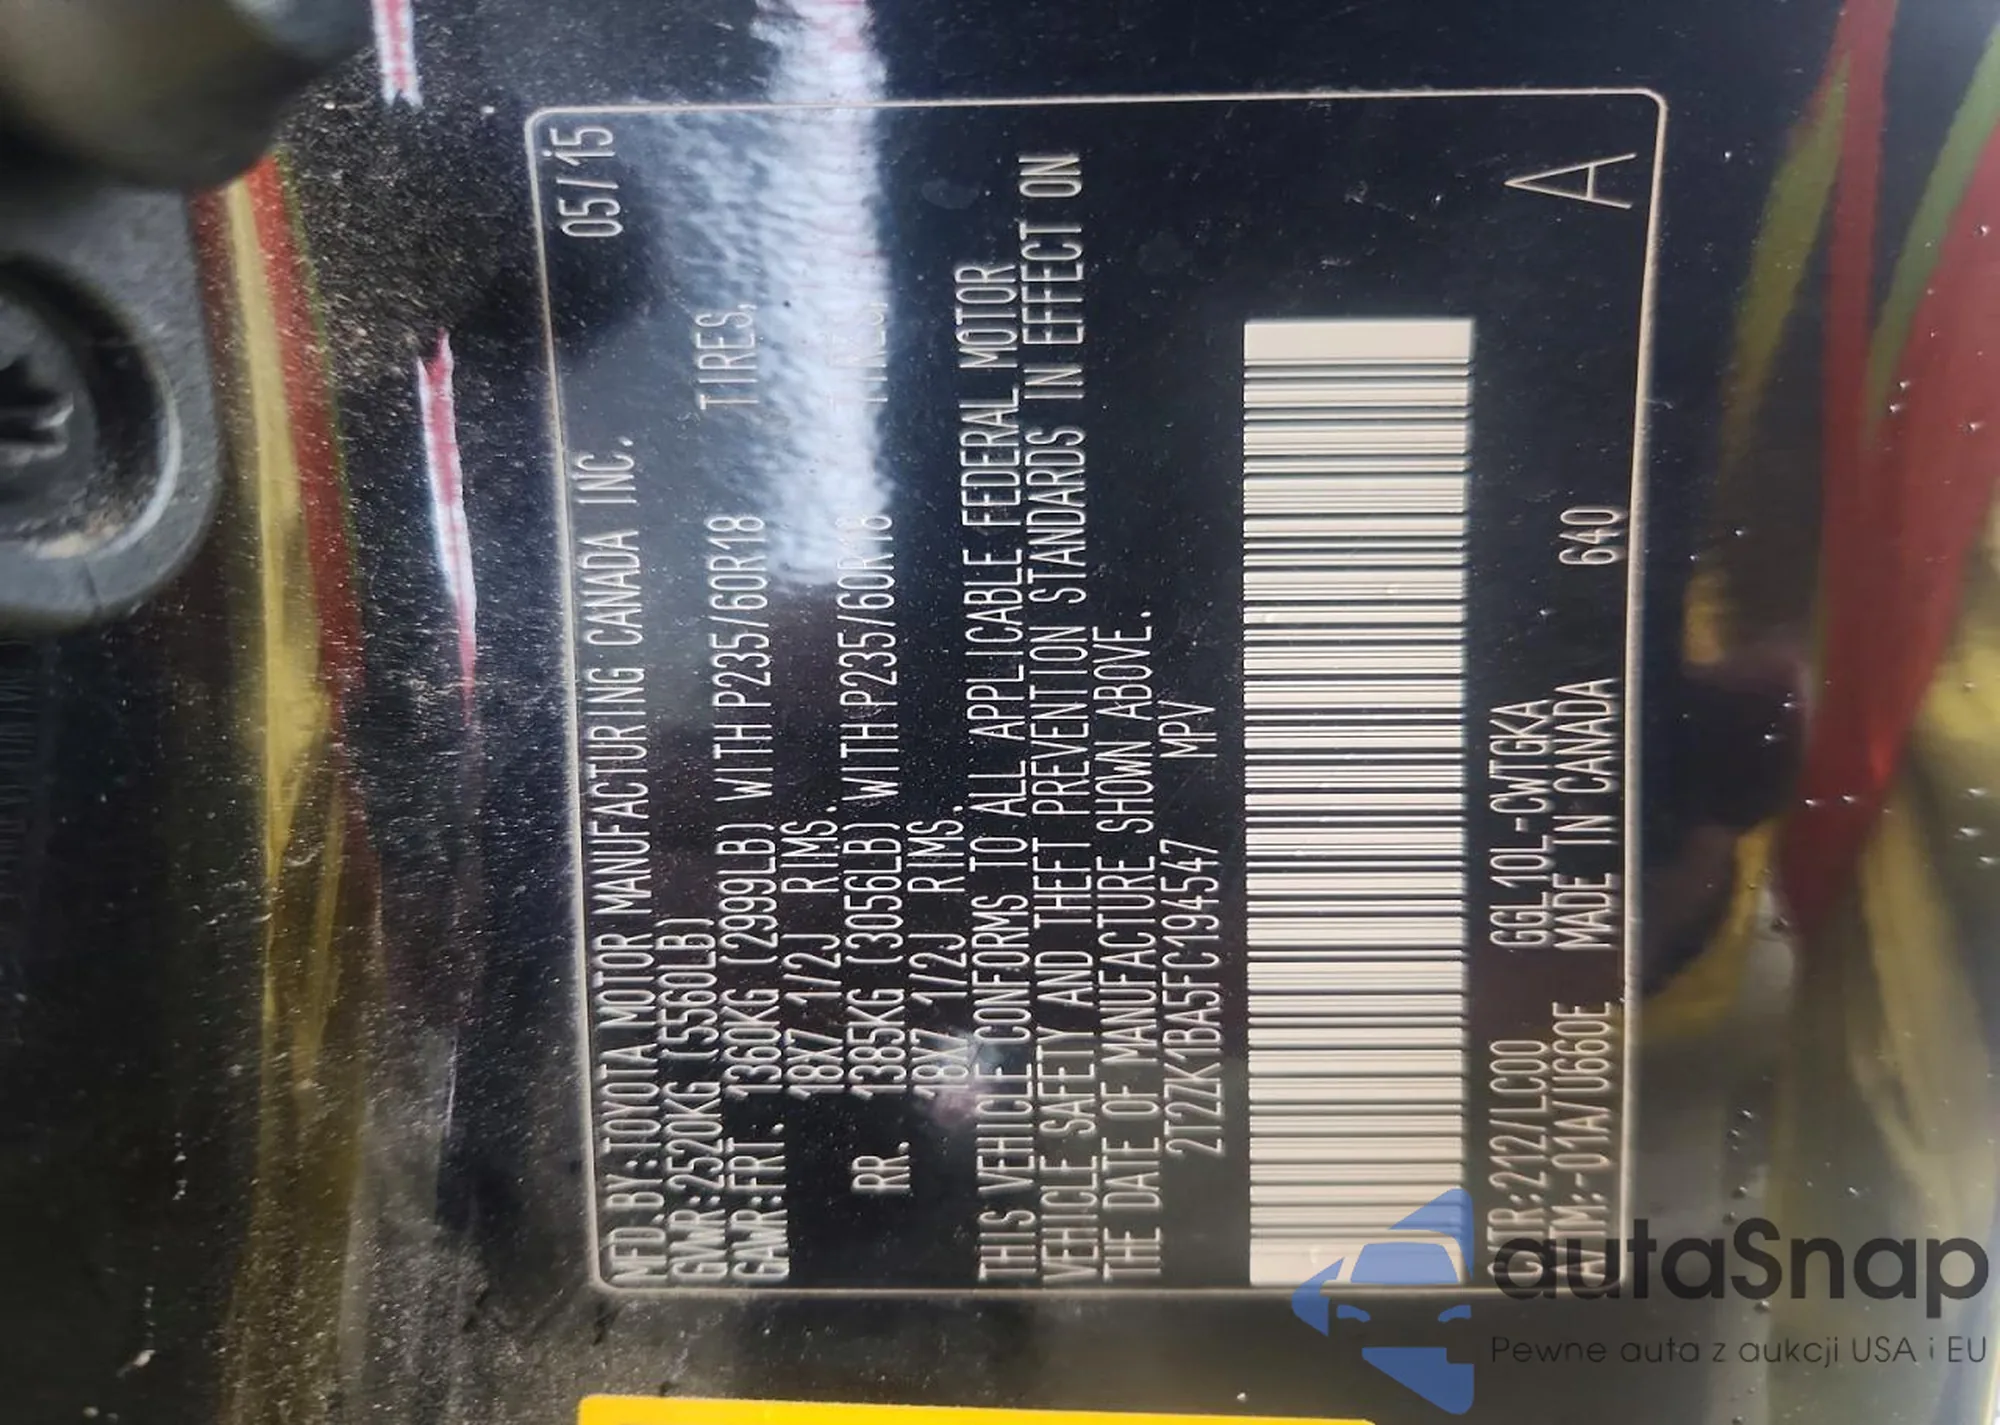 MFD.BY:TOYOTA MOTOR MANUFACTURING CANADA INC. 05/15
GVWR:2520KG (5560LB)
GAWR:FRT. 1360KG (2999LB) WITH P235/60R18 TIRES,
18X7 1/2J RIMS.
RR. 1385KG (3056LB) WITH P235/60R18 TIRES,
18X7 1/2J RIMS.
THIS VEHICLE CONFORMS TO ALL APPLICABLE FEDERAL MOTOR
VEHICLE SAFETY AND THEFT PREVENTION STANDARDS IN EFFECT ON
THE DATE OF MANUFACTURE SHOWN ABOVE.
2T2ZK1BA5FC194547 MPV
C/TR:212/LC00 GGL10L-CWTGKA
A/TM:-01A/U660E MADE IN CANADA 640
A
autaSnap
Pewne auta z aukcji USA i EU